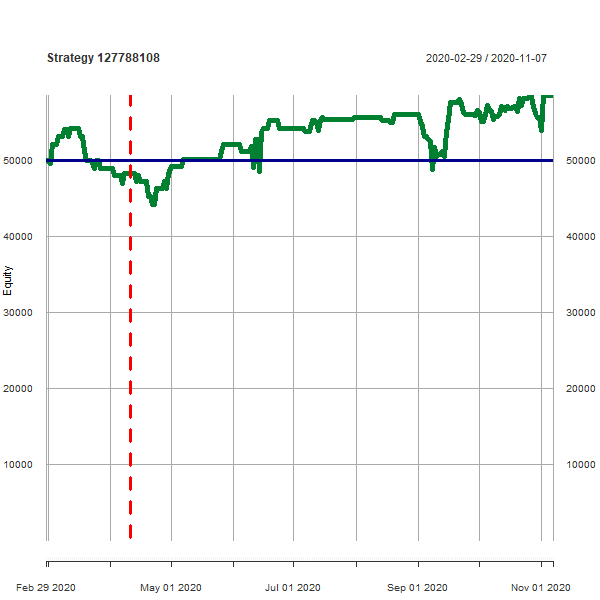 Strategy 127788108
2020-02-29 / 2020-11-07
50000
50000
40000
40000
Equity
30000
30000
20000
20000
10000
10000
Feb 29 2020
May 01 2020
Jul 01 2020
Sep 01 2020
Nov 01 2020